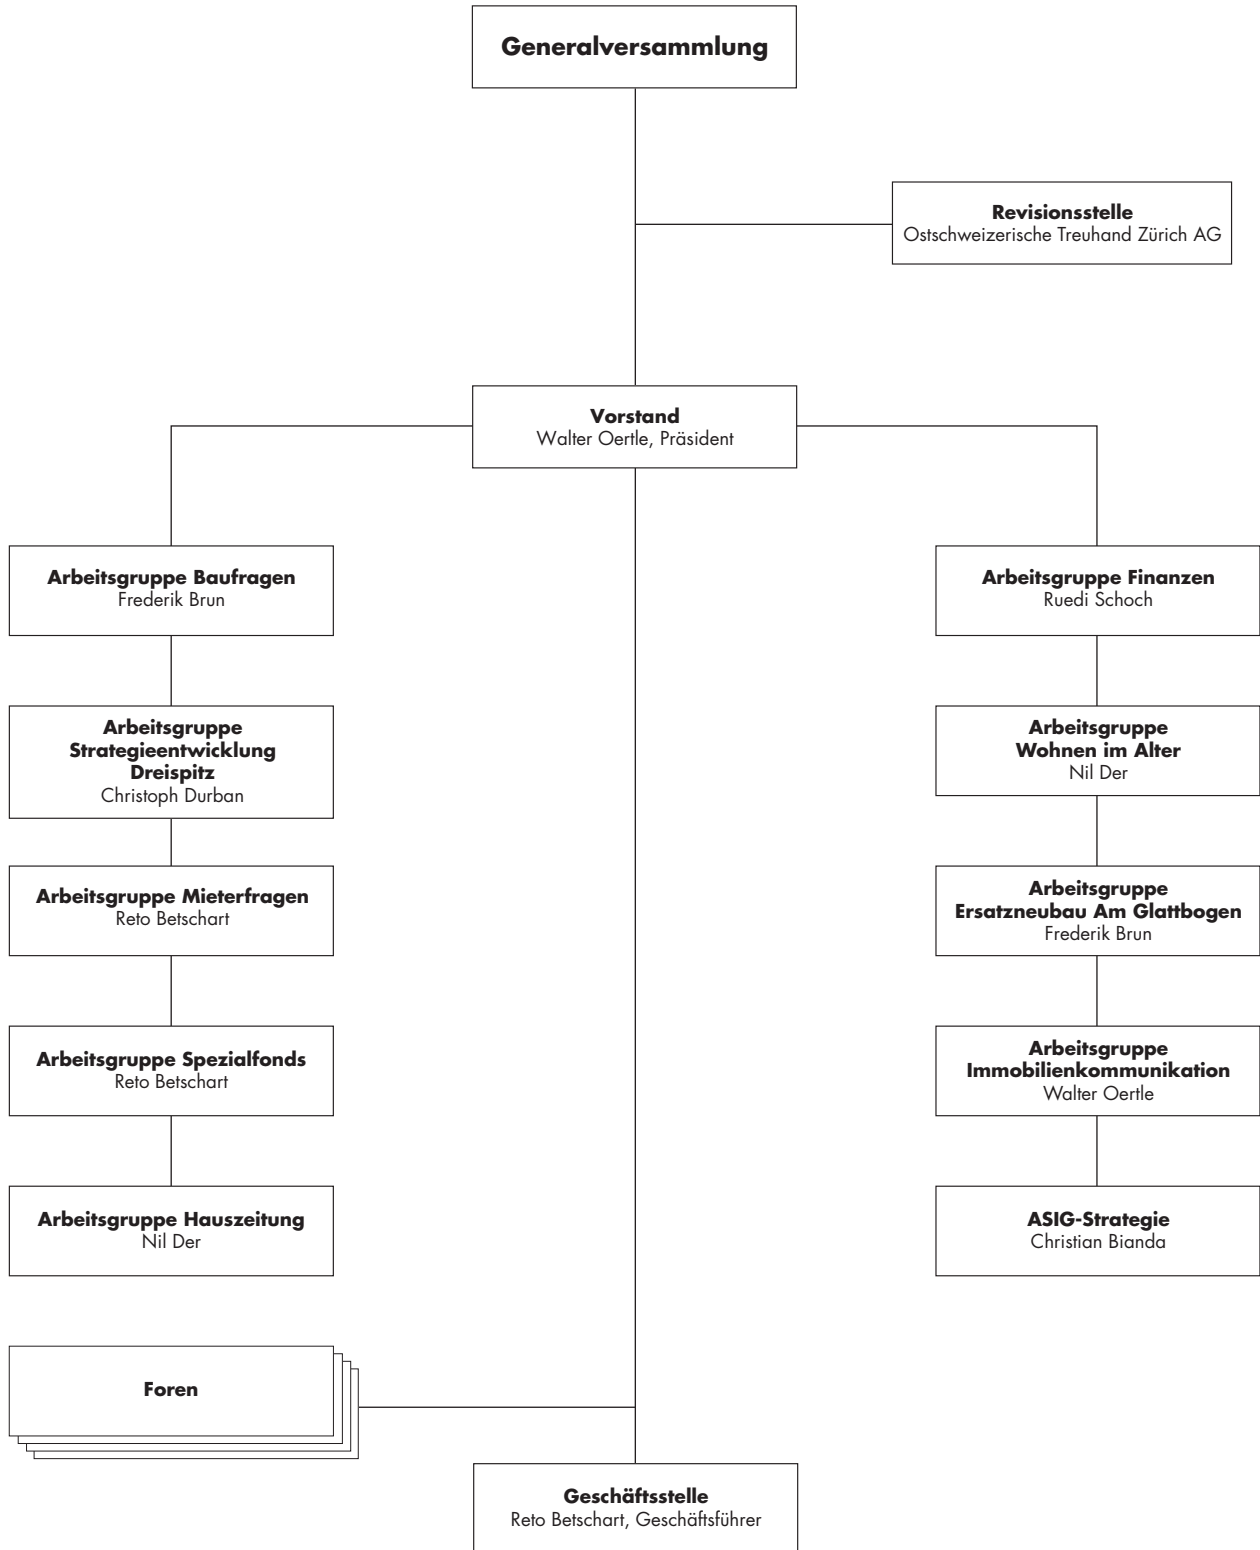 Generalversammlung
Revisionsstelle
Ostschweizerische Treuhand Zürich AG
Vorstand
Walter Oertle, Präsident
Arbeitsgruppe Baufragen
Frederik Brun
Arbeitsgruppe Finanzen
Ruedi Schoch
Arbeitsgruppe
Strategieentwicklung
Dreispitz
Christoph Durban
Arbeitsgruppe
Wohnen im Alter
Nil Der
Arbeitsgruppe Mieterfragen
Reto Betschart
Arbeitsgruppe
Ersatzneubau Am Glattbogen
Frederik Brun
Arbeitsgruppe Spezialfonds
Reto Betschart
Arbeitsgruppe
Immobilienkommunikation
Walter Oertle
Arbeitsgruppe Hauszeitung
Nil Der
ASIG-Strategie
Christian Bianda
Foren
Geschäftsstelle
Reto Betschart, Geschäftsführer